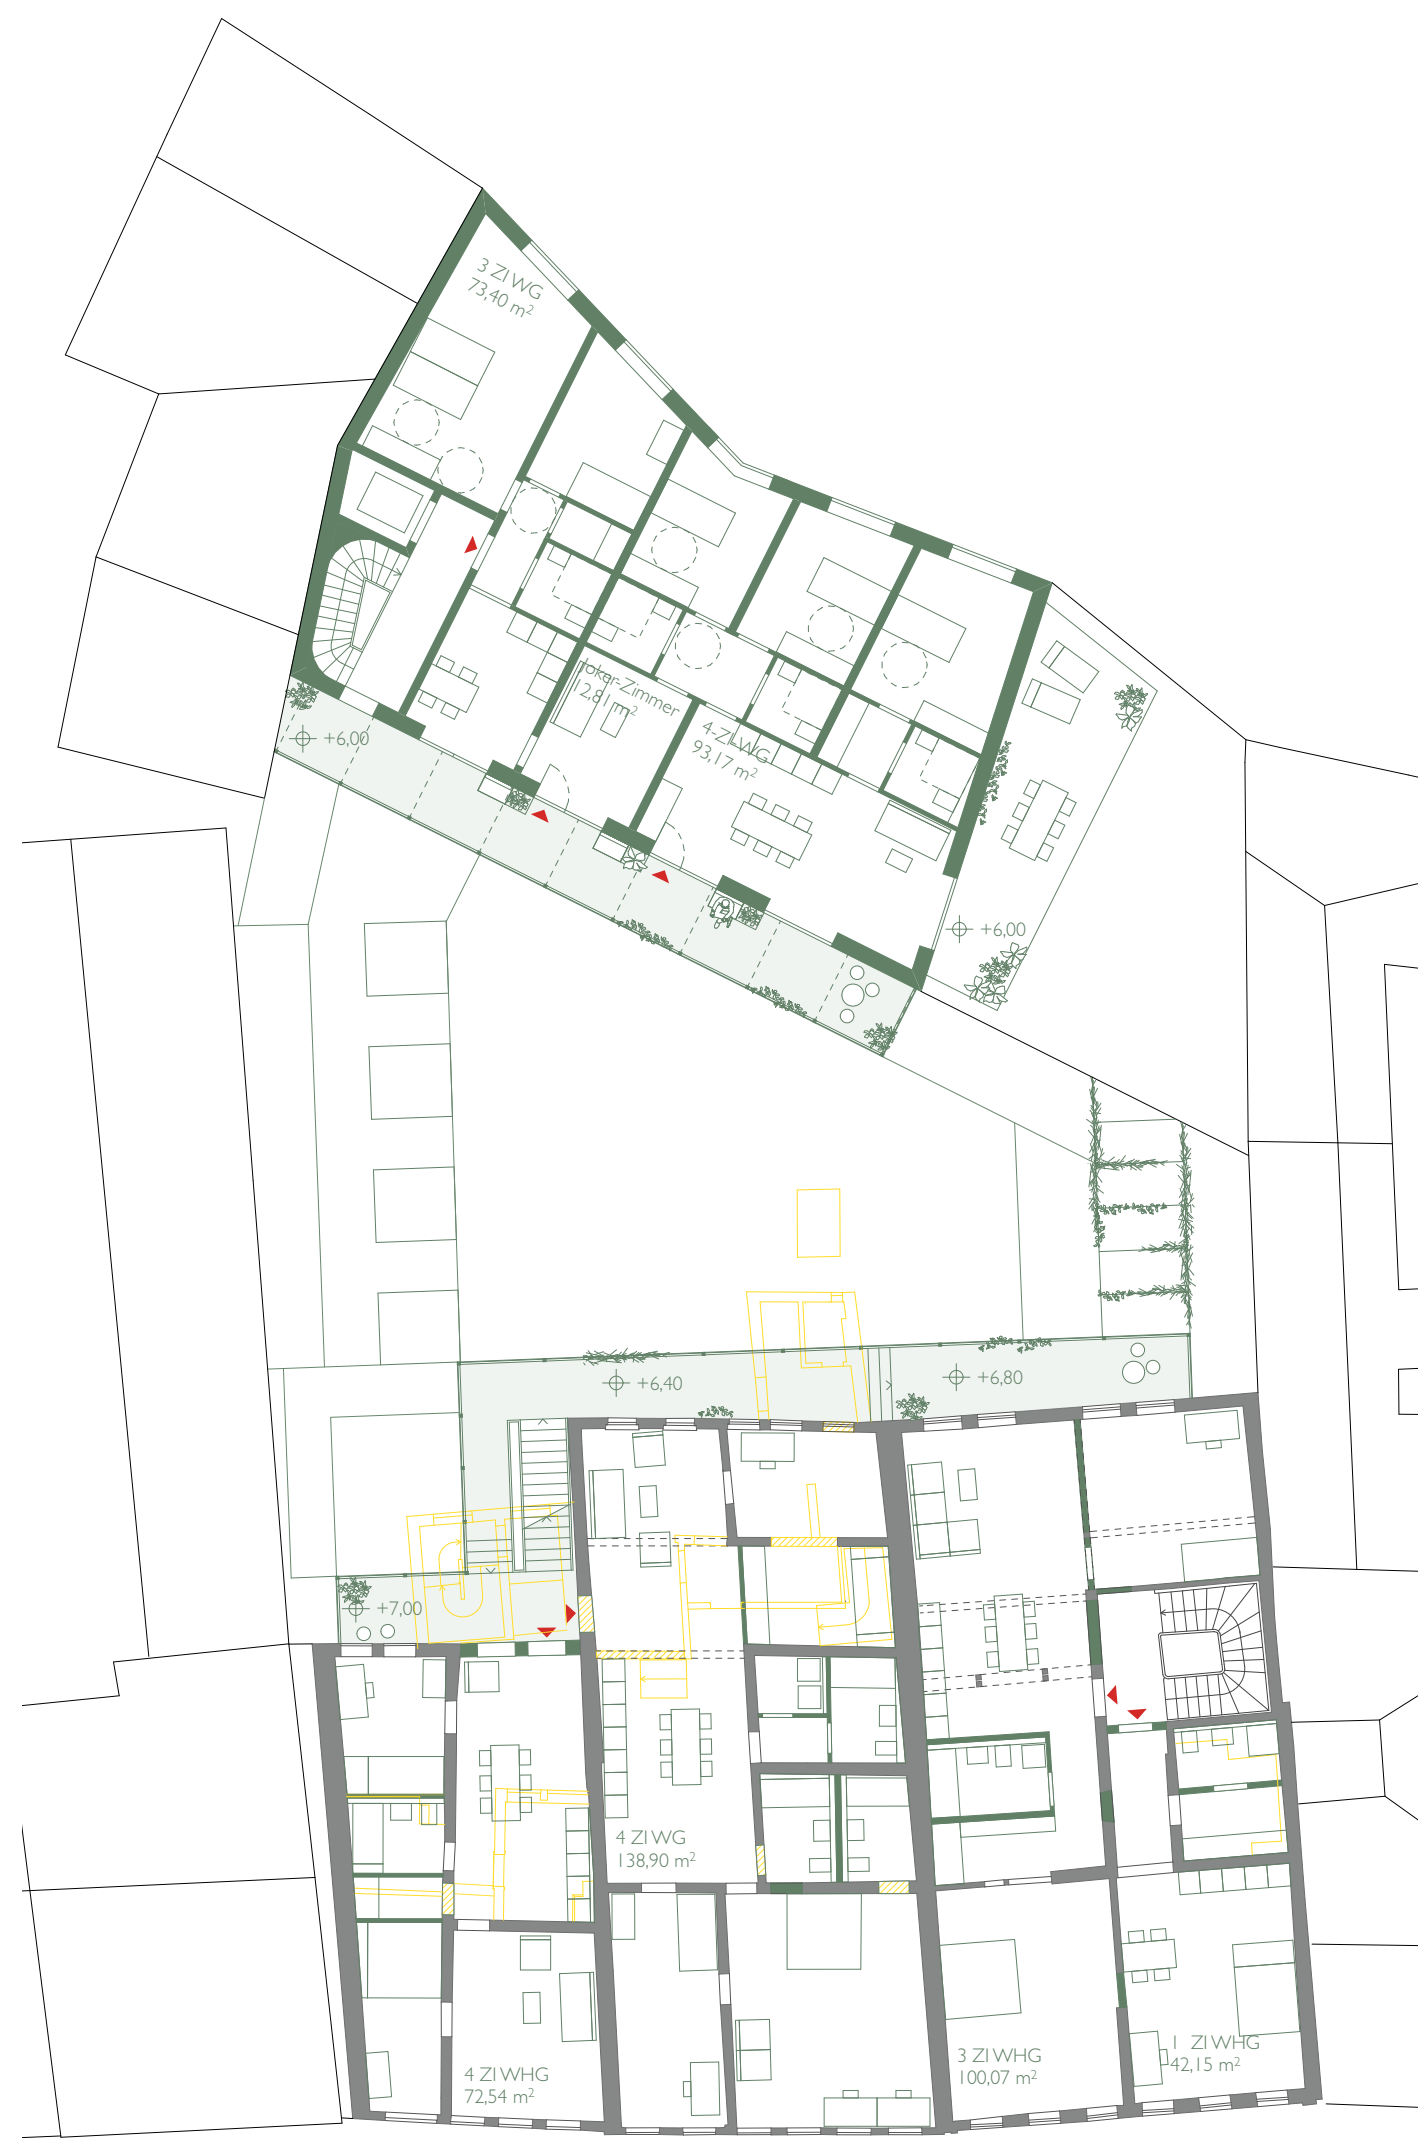 3 ZI WG
73,40 m²
+6,00
Joker-Zimmer
12,81 m²
4-ZI-WG
93,17 m²
+6,00
+6,40
+6,80
+7,00
4 ZI WG
138,90 m²
3 ZI WHG
100,07 m²
1 ZI WHG
42,15 m²
4 ZI WHG
72,54 m²